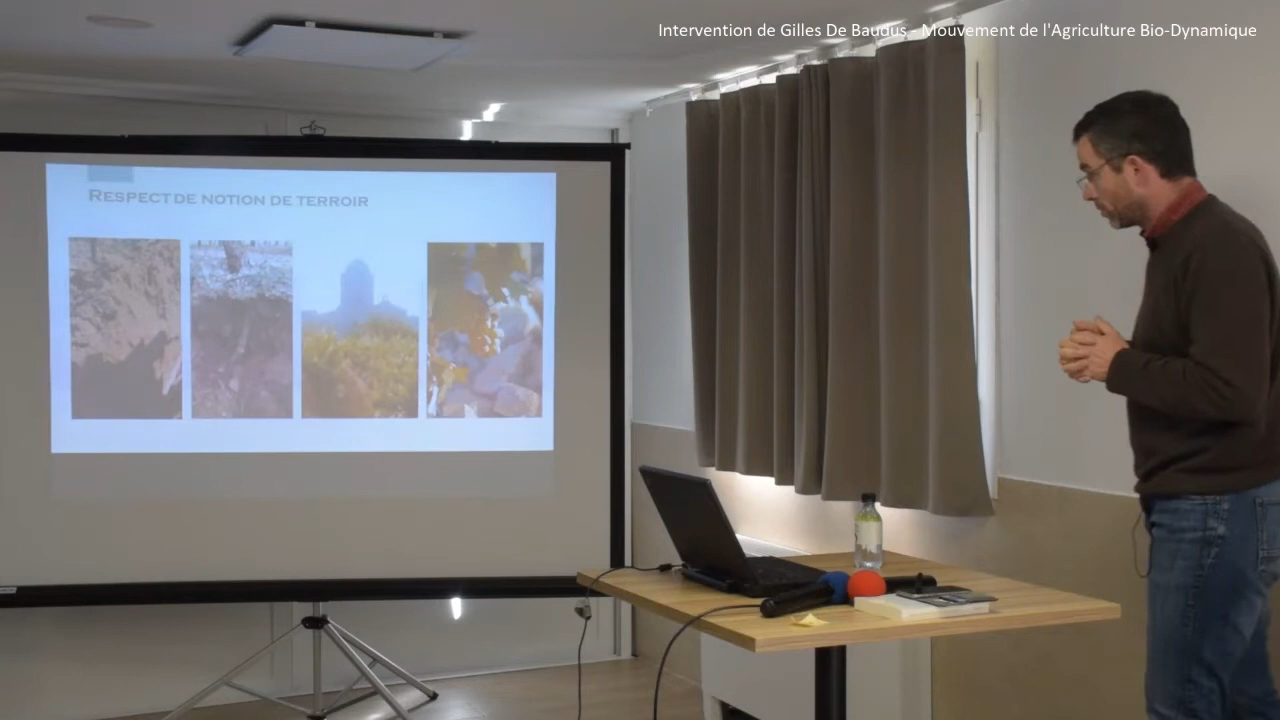 Intervention de Gilles De Baudus - Mouvement de l'Agriculture Bio-Dynamique
RESPECT DE NOTION DE TERROIR